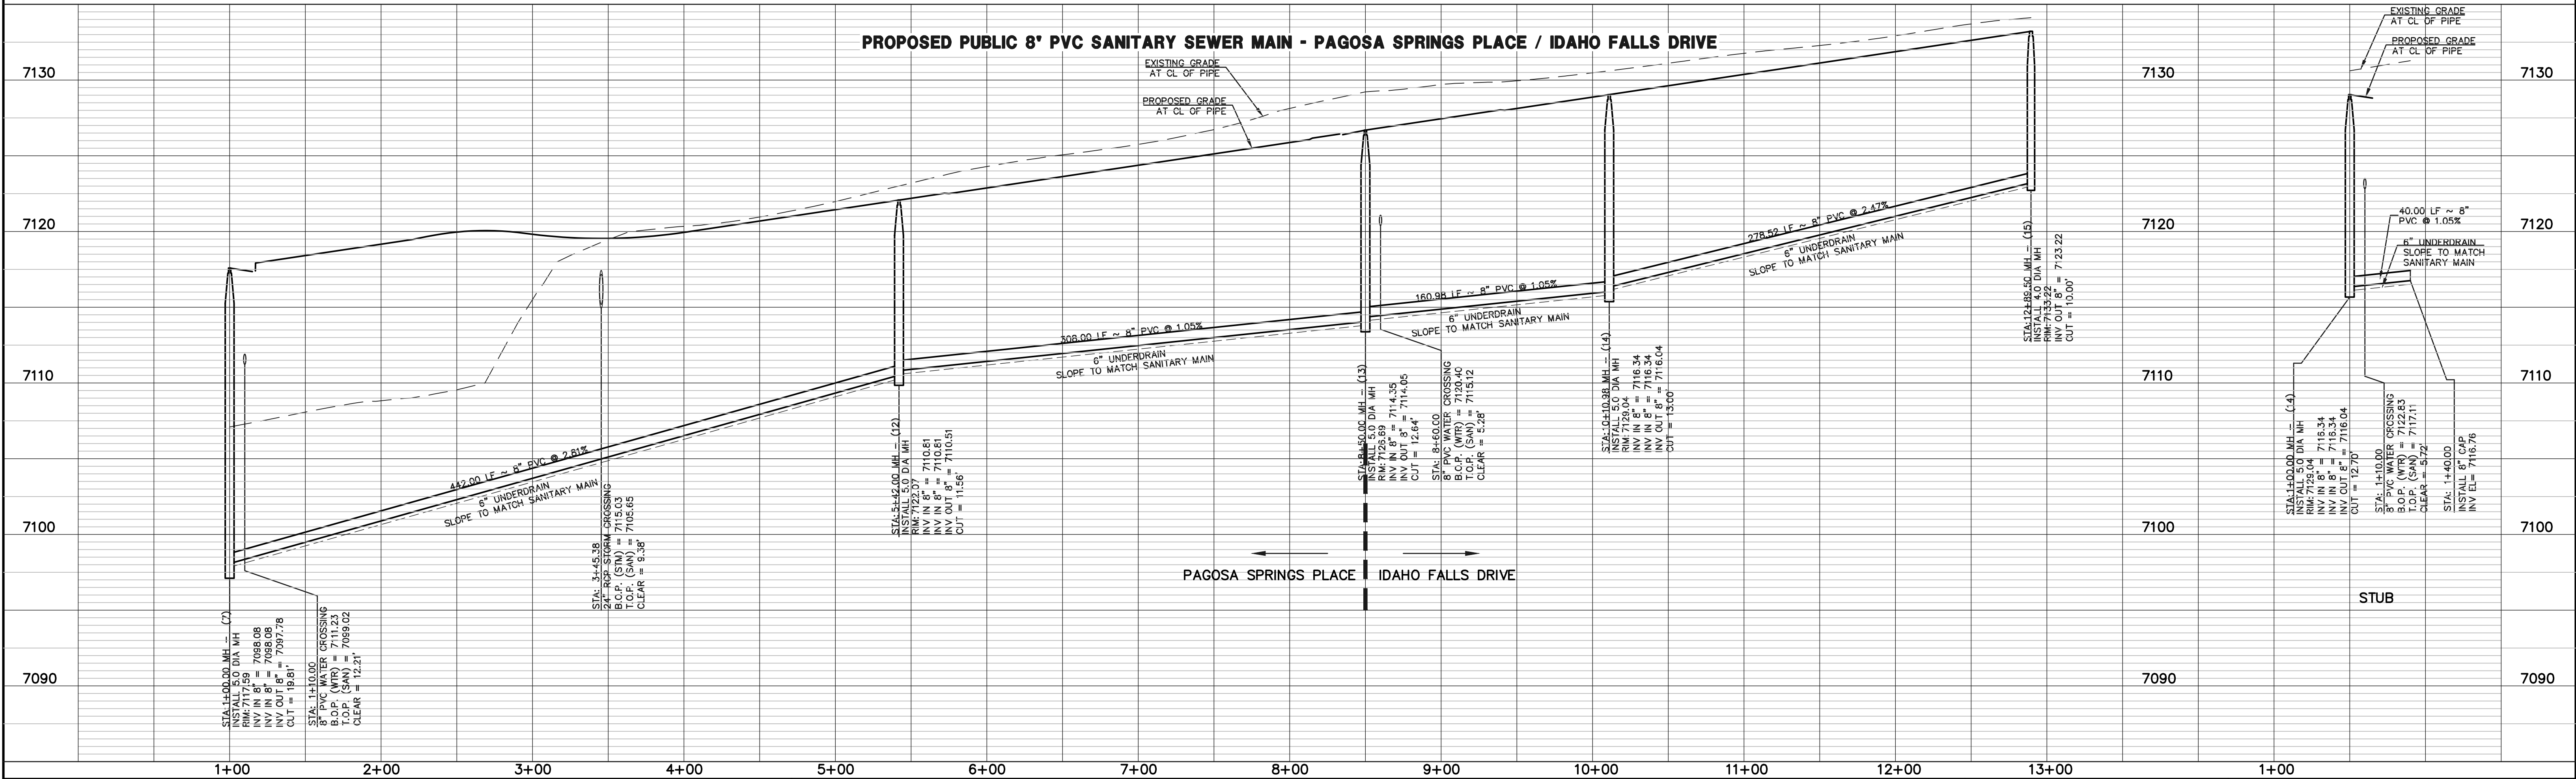 PROPOSED PUBLIC 8" PVC SANITARY SEWER MAIN - PAGOSA SPRINGS PLACE / IDAHO FALLS DRIVE
EXISTING GRADE
AT CL OF PIPE
PROPOSED GRADE
AT CL OF PIPE
7130
7120
7110
7100
7090
442.00 LF ~ 8" PVC @ 2.81%
6" UNDERDRAIN
SLOPE TO MATCH SANITARY MAIN
308.00 LF ~ 8" PVC @ 1.05%
6" UNDERDRAIN
SLOPE TO MATCH SANITARY MAIN
160.98 LF ~ 8" PVC @ 1.05%
6" UNDERDRAIN
SLOPE TO MATCH SANITARY MAIN
278.52 LF ~ 8" PVC @ 2.47%
6" UNDERDRAIN
SLOPE TO MATCH SANITARY MAIN
STA:1+00.00 MH -- (7)
INSTALL 5.0 DIA MH
RIM:7117.59
INV IN 8" = 7098.08
INV IN 8" = 7098.08
INV OUT 8" = 7097.78
CUT = 19.81'
STA: 1+10.00
8" PVC WATER CROSSING
B.O.P. (WTR) = 7111.23
T.O.P. (SAN) = 7099.02
CLEAR = 12.21'
STA: 3+45.38
24" RCP STORM CROSSING
B.O.P. (STM) = 7115.03
T.O.P. (SAN) = 7105.65
CLEAR = 9.38'
STA:5+42.00 MH -- (12)
INSTALL 5.0 DIA MH
RIM:7122.07
INV IN 8" = 7110.81
INV IN 8" = 7110.81
INV OUT 8" = 7110.51
CUT = 11.56'
STA:8+50.00 MH -- (13)
INSTALL 5.0 DIA MH
RIM:7126.69
INV IN 8" = 7114.35
INV OUT 8" = 7114.05
CUT = 12.64'
STA: 8+60.00
8" PVC WATER CROSSING
B.O.P. (WTR) = 7120.40
T.O.P. (SAN) = 7115.12
CLEAR = 5.28'
STA:10+10.98 MH -- (14)
INSTALL 5.0 DIA MH
RIM:7129.04
INV IN 8" = 7116.34
INV IN 8" = 7116.34
INV OUT 8" = 7116.04
CUT = 13.00'
STA:12+89.50 MH -- (15)
INSTALL 4.0 DIA MH
RIM:7133.22
INV OUT 8" = 7123.22
CUT = 10.00'
PAGOSA SPRINGS PLACE
IDAHO FALLS DRIVE
1+00
2+00
3+00
4+00
5+00
6+00
7+00
8+00
9+00
10+00
11+00
12+00
13+00
7130
7120
7110
7100
7090
EXISTING GRADE
AT CL OF PIPE
PROPOSED GRADE
AT CL OF PIPE
40.00 LF ~ 8"
PVC @ 1.05%
6" UNDERDRAIN
SLOPE TO MATCH
SANITARY MAIN
STA:1+00.00 MH -- (14)
INSTALL 5.0 DIA MH
RIM:7129.04
INV IN 8" = 7116.34
INV IN 8" = 7116.34
INV OUT 8" = 7116.04
CUT = 12.70'
STA: 1+10.00
8" PVC WATER CROSSING
B.O.P. (WTR) = 7122.83
T.O.P. (SAN) = 7117.11
CLEAR = 5.72'
STA: 1+40.00
INSTALL 8" CAP
INV EL= 7116.76
STUB
1+00
7130
7120
7110
7100
7090